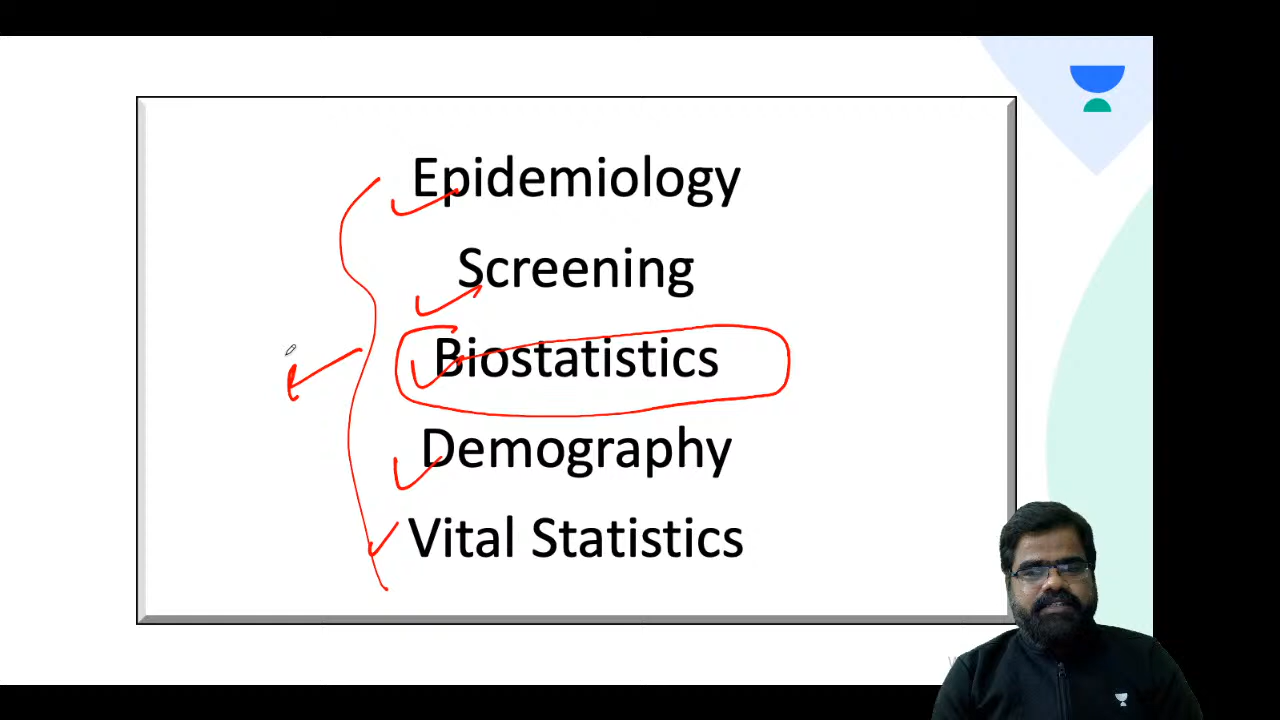 Epidemiology
Screening
Biostatistics
Demography
Vital Statistics